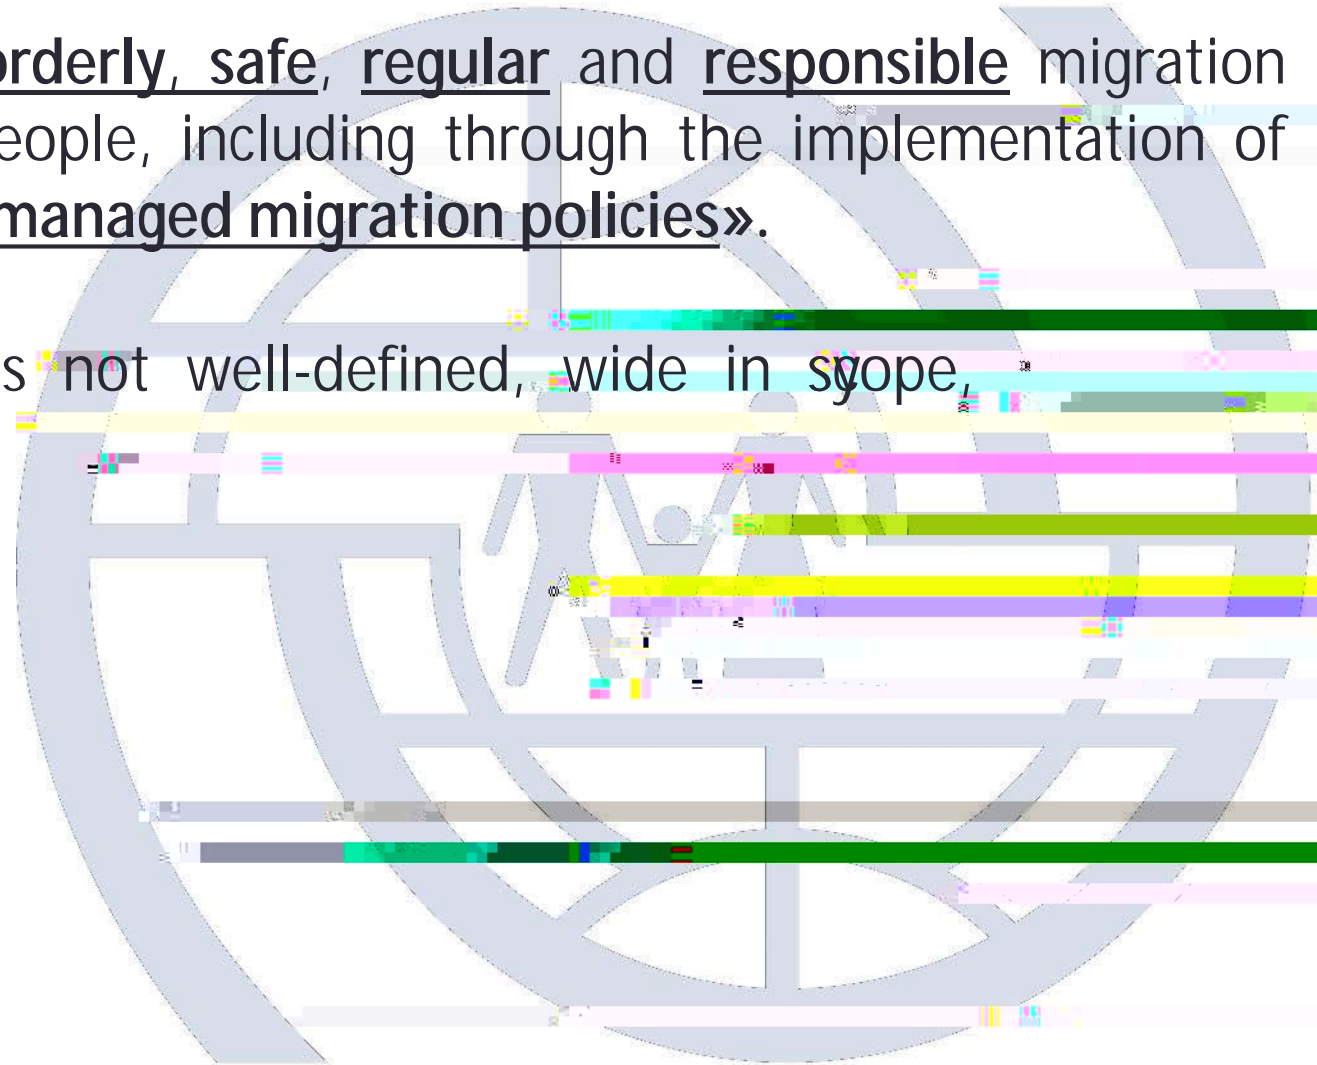 orderly, safe, regular and responsible migration
eople, including through the implementation of
managed migration policies».
s not well-defined, wide in scope,